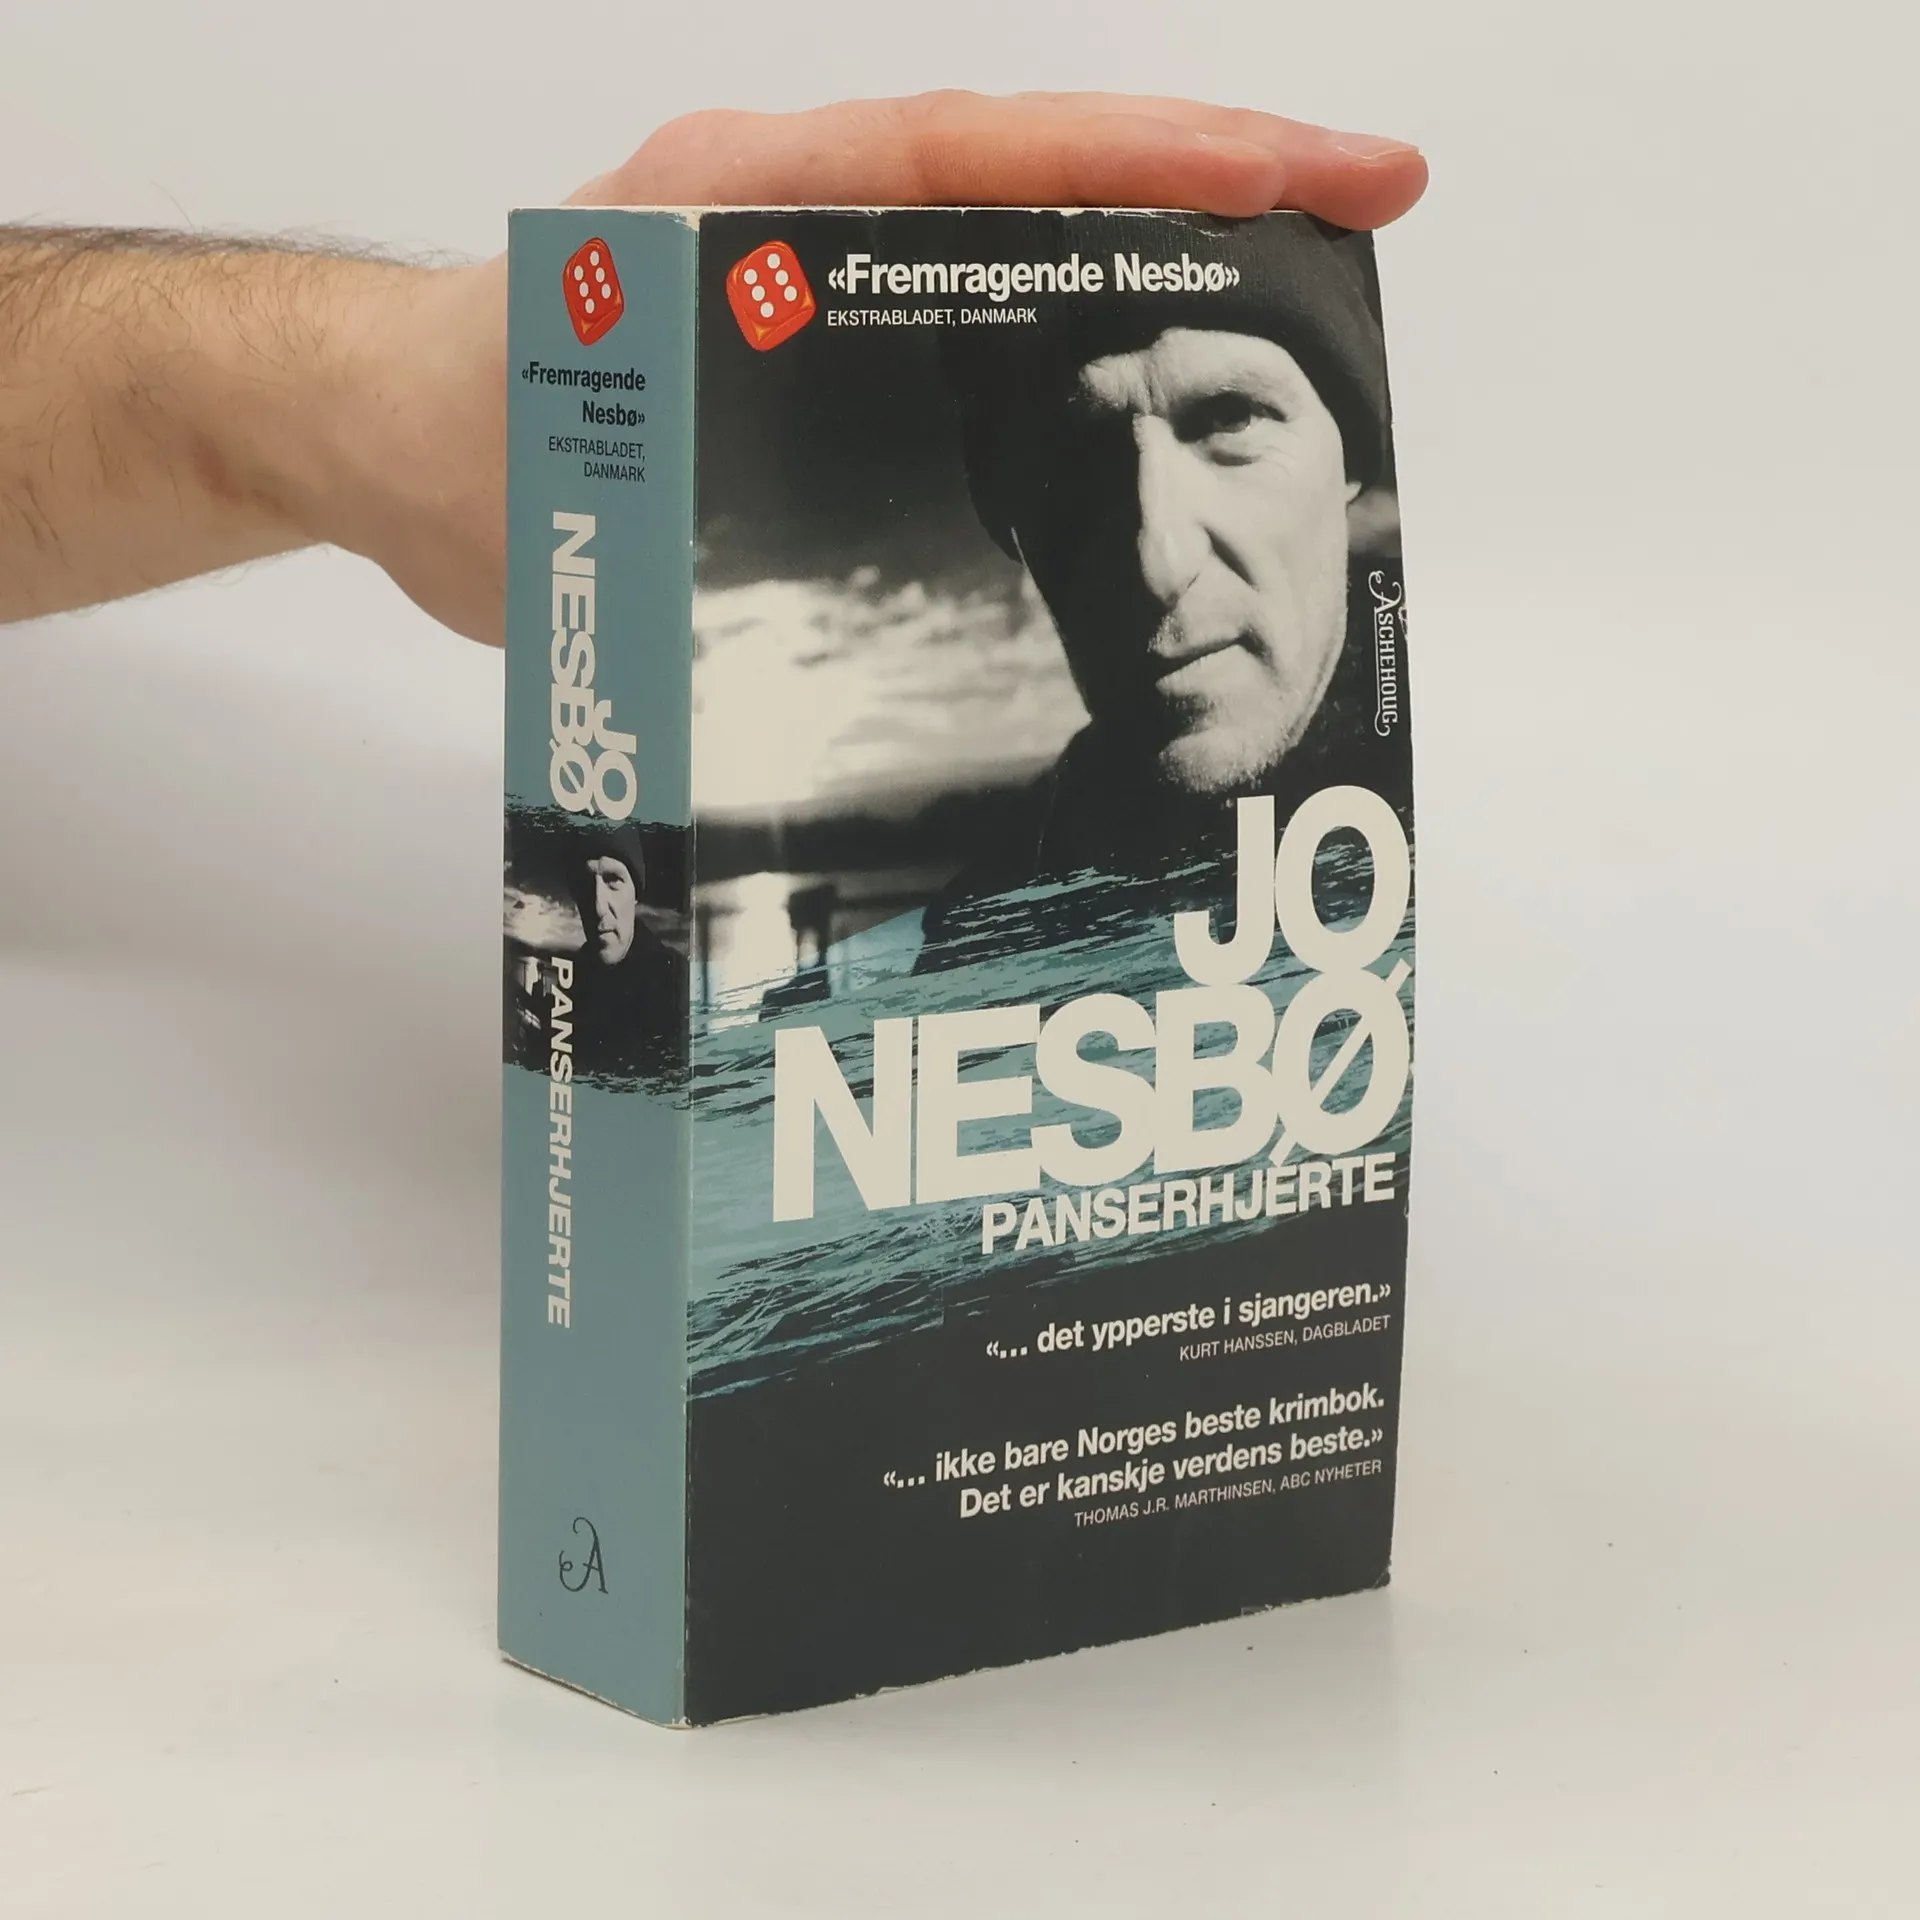 «Fremragende
Nesbø»
EKSTRABLADET,
DANMARK
JO
NESBØ
PANSERHJERTE
A
«Fremragende Nesbø»
EKSTRABLADET, DANMARK
ASCHEHOUG
JO
NESBØ
PANSERHJERTE
«... det ypperste i sjangeren.»
KURT HANSSEN, DAGBLADET
«... ikke bare Norges beste krimbok.
Det er kanskje verdens beste.»
THOMAS J.R. MARTHINSEN, ABC NYHETER